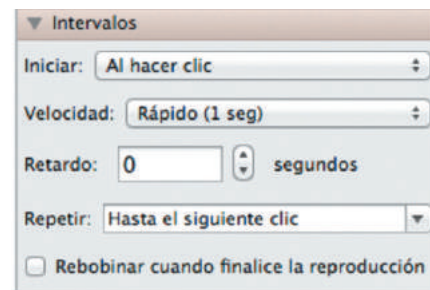 Intervalos
Iniciar: Al hacer clic
Velocidad: Rápido (1 seg)
Retardo: 0 segundos
Repetir: Hasta el siguiente clic
Rebobinar cuando finalice la reproducción